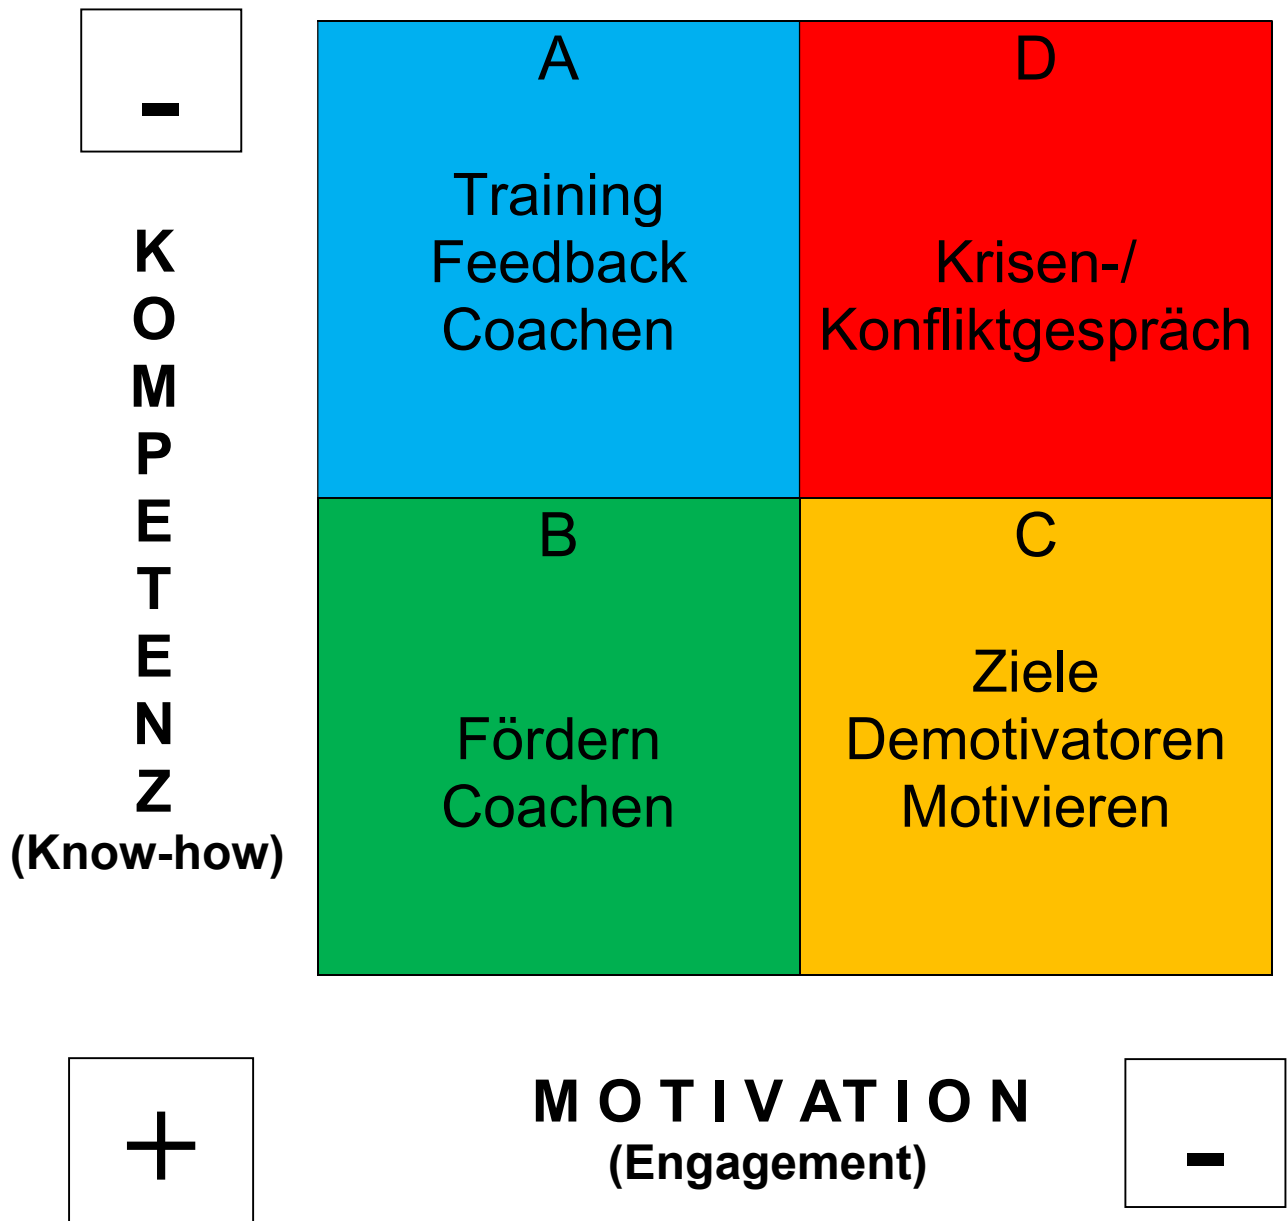 -
K
O
M
P
E
T
E
N
Z
(Know-how)
A
Training
Feedback
Coachen
D
Krisen-/
Konfliktgespräch
B
Fördern
Coachen
C
Ziele
Demotivatoren
Motivieren
+
M O T I V A T I O N
(Engagement)
-